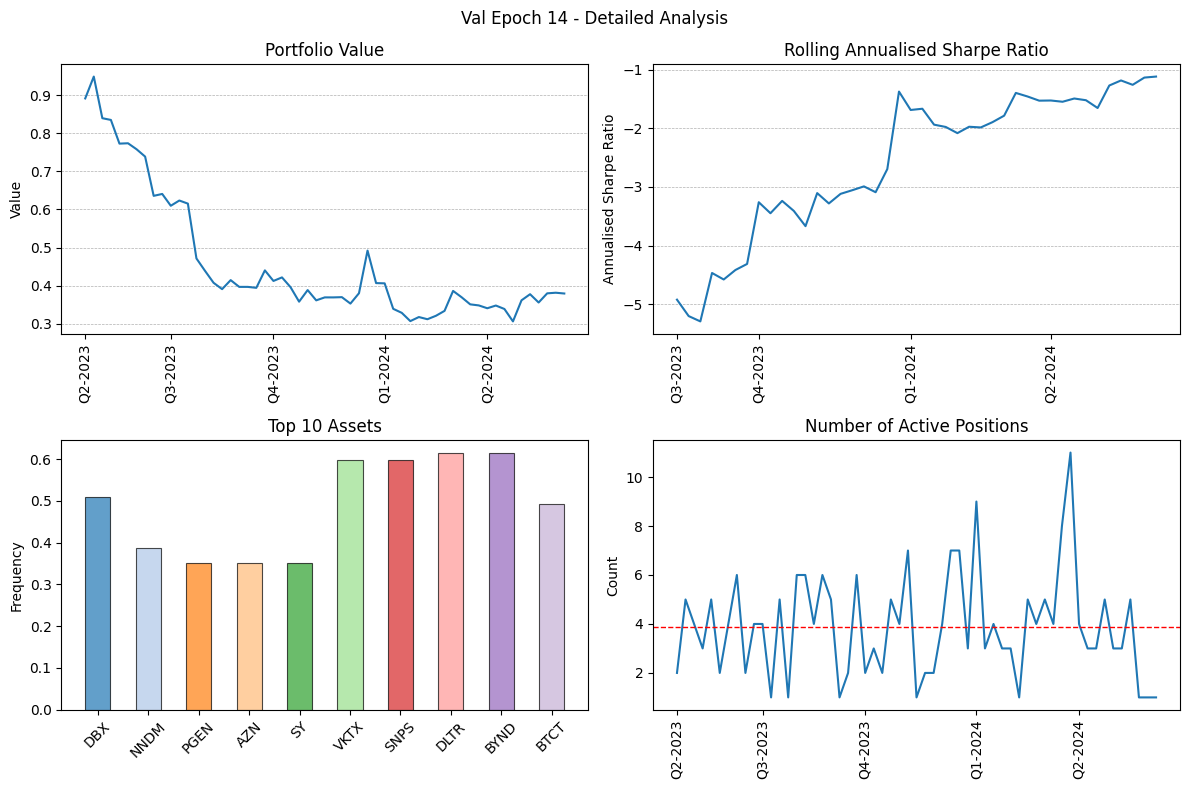 Val Epoch 14 - Detailed Analysis
Portfolio Value
Value
0.9
0.8
0.7
0.6
0.5
0.4
0.3
Q2-2023
Q3-2023
Q4-2023
Q1-2024
Q2-2024
Rolling Annualised Sharpe Ratio
Annualised Sharpe Ratio
−1
−2
−3
−4
−5
Q3-2023
Q4-2023
Q1-2024
Q2-2024
Top 10 Assets
Frequency
0.6
0.5
0.4
0.3
0.2
0.1
0.0
DBX
NNDM
PGEN
AZN
SY
VKTX
SNPS
DLTR
BYND
BTCT
Number of Active Positions
Count
10
8
6
4
2
Q2-2023
Q3-2023
Q4-2023
Q1-2024
Q2-2024